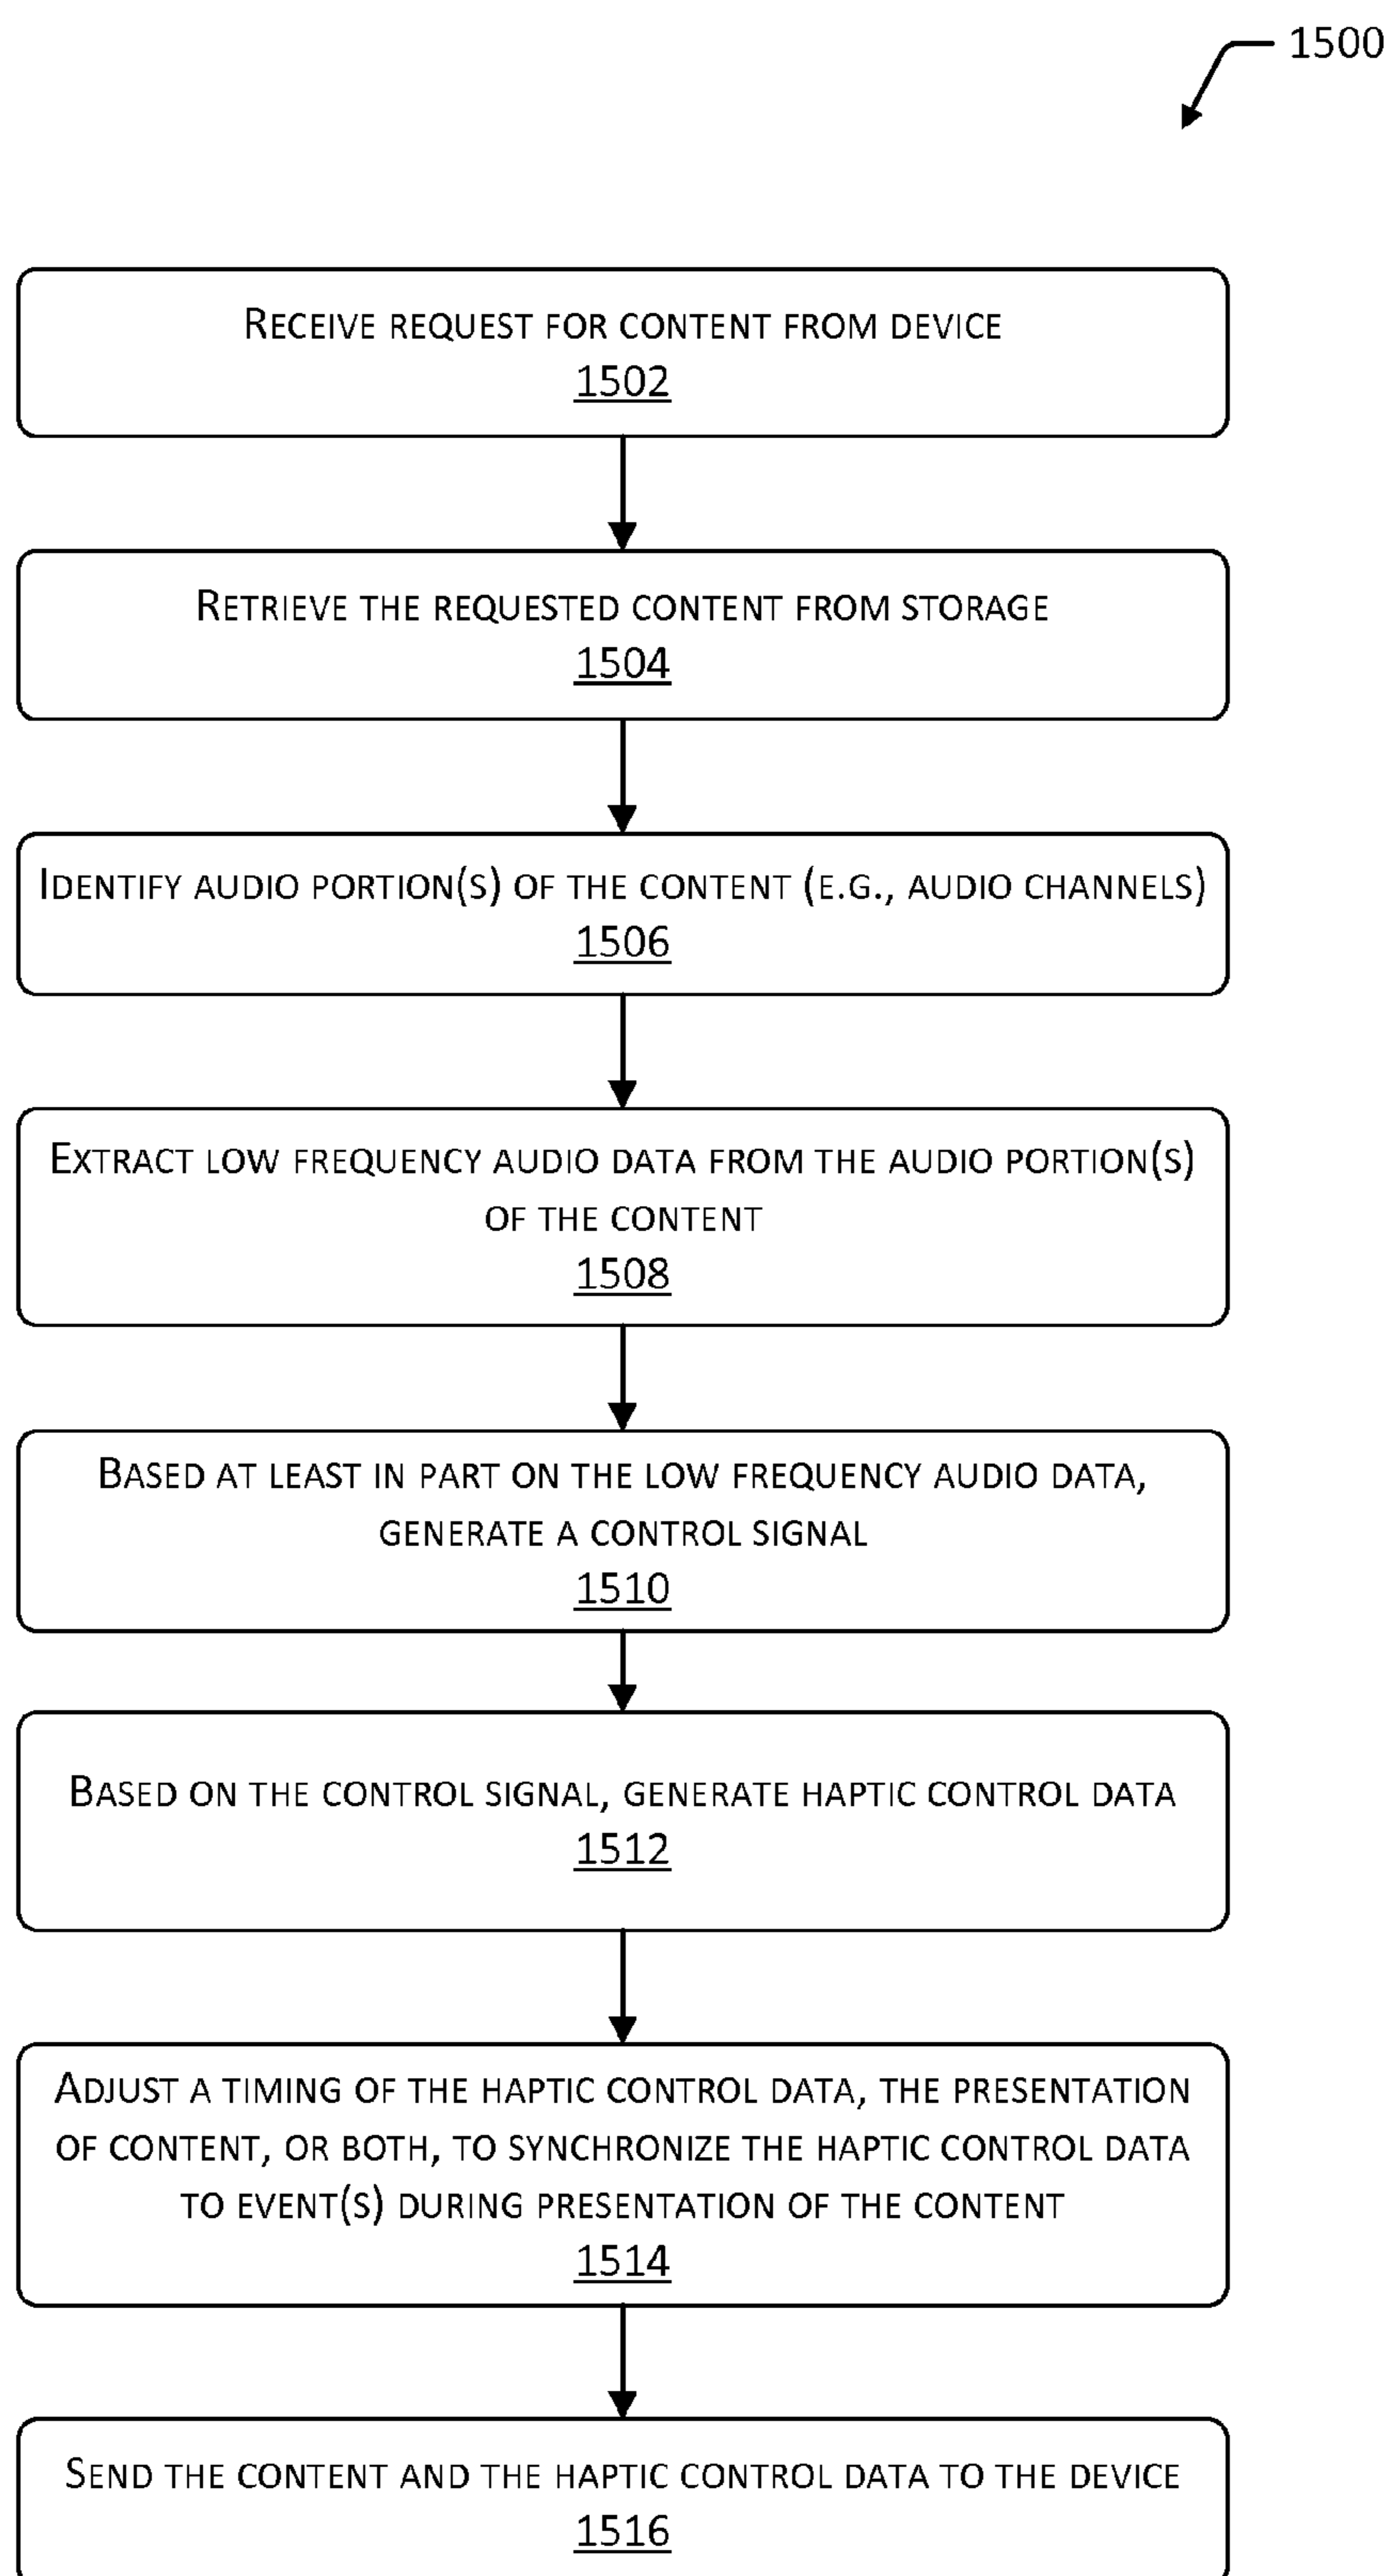 1500
RECEIVE REQUEST FOR CONTENT FROM DEVICE
1502
RETRIEVE THE REQUESTED CONTENT FROM STORAGE
1504
IDENTIFY AUDIO PORTION(S) OF THE CONTENT (E.G., AUDIO CHANNELS)
1506
EXTRACT LOW FREQUENCY AUDIO DATA FROM THE AUDIO PORTION(S)
OF THE CONTENT
1508
BASED AT LEAST IN PART ON THE LOW FREQUENCY AUDIO DATA,
GENERATE A CONTROL SIGNAL
1510
BASED ON THE CONTROL SIGNAL, GENERATE HAPTIC CONTROL DATA
1512
ADJUST A TIMING OF THE HAPTIC CONTROL DATA, THE PRESENTATION
OF CONTENT, OR BOTH, TO SYNCHRONIZE THE HAPTIC CONTROL DATA
TO EVENT(S) DURING PRESENTATION OF THE CONTENT
1514
SEND THE CONTENT AND THE HAPTIC CONTROL DATA TO THE DEVICE
1516